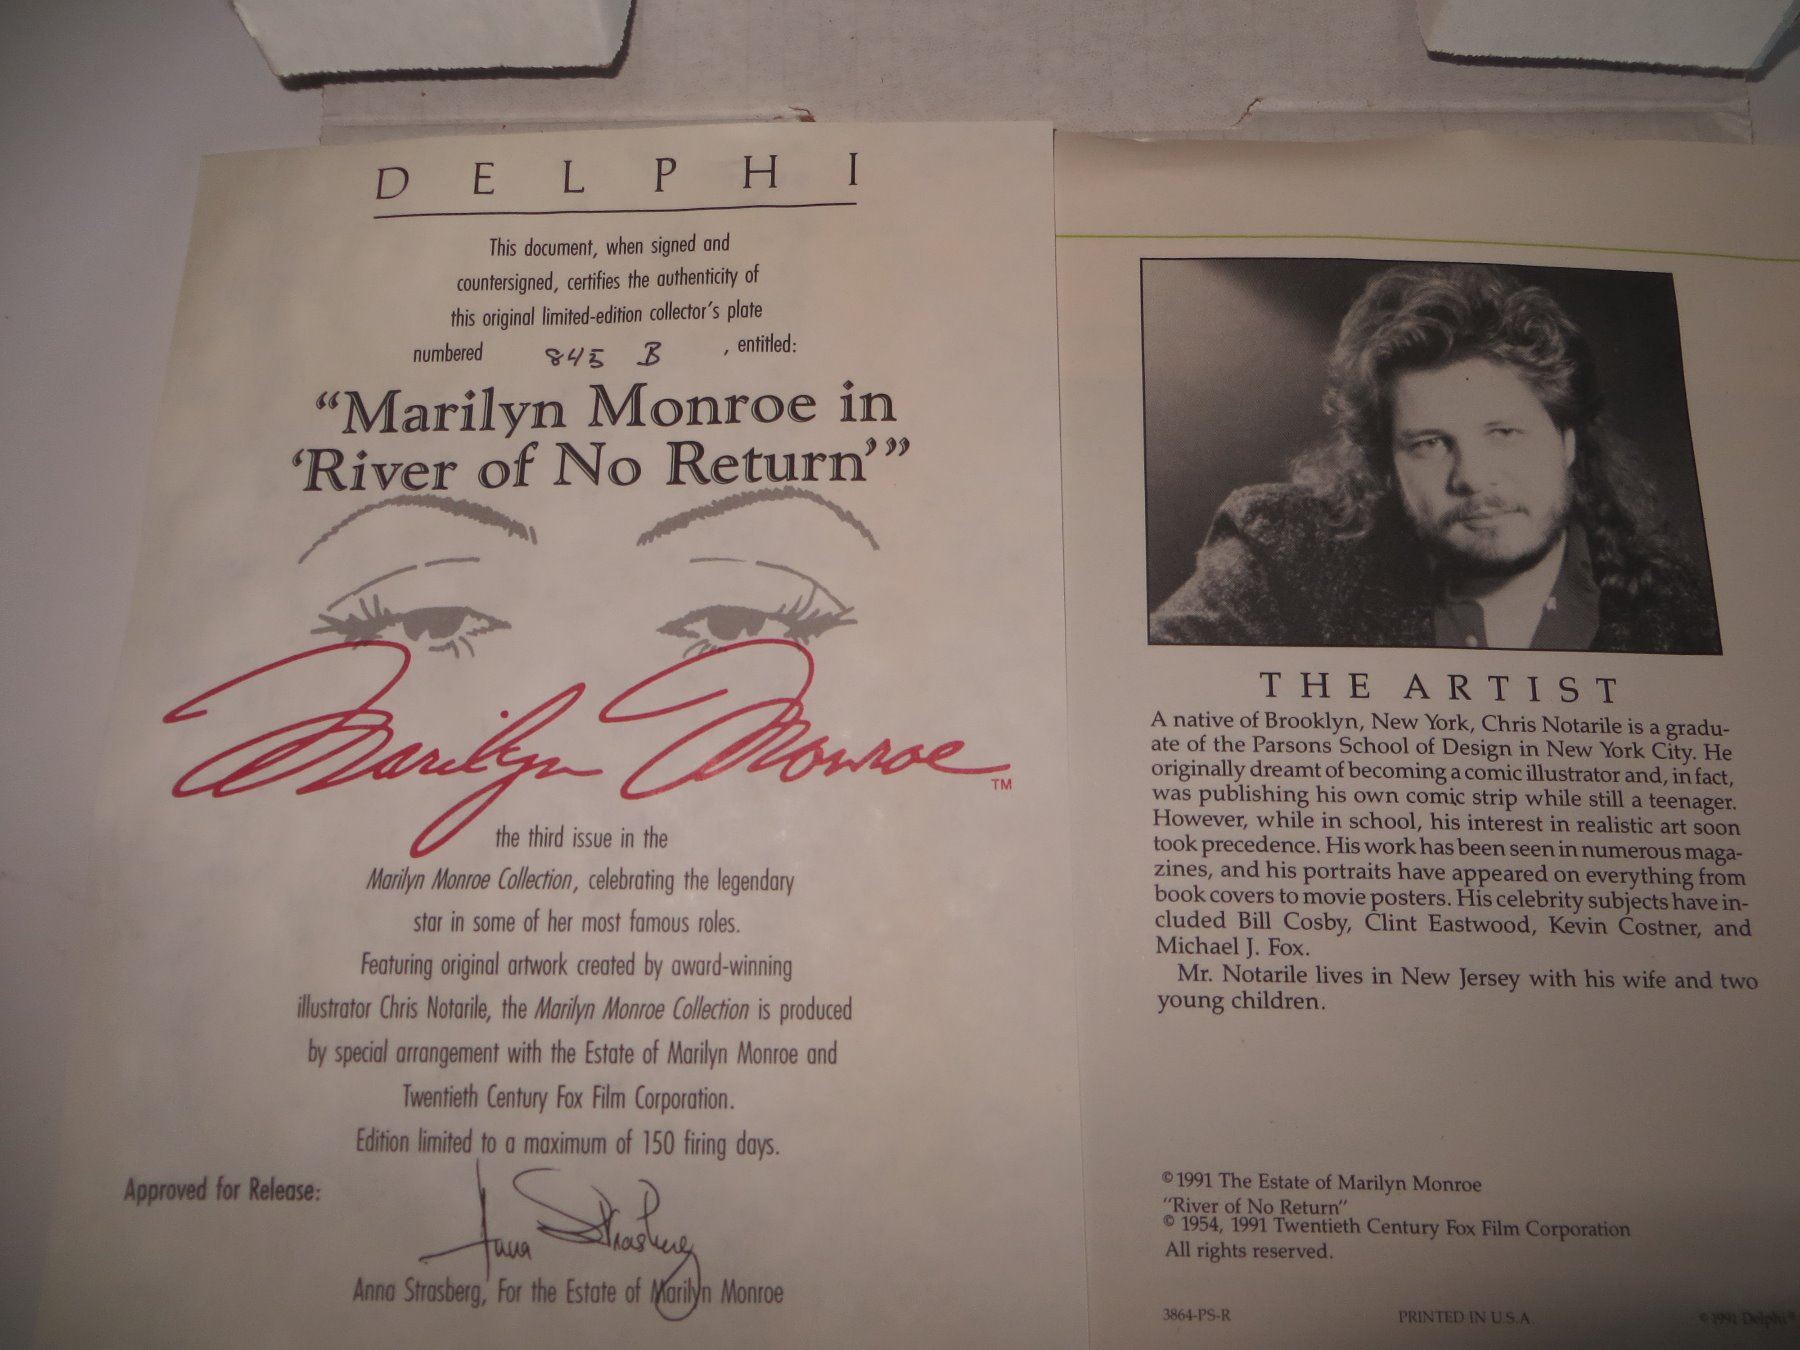 DELPHI
This document, when signed and
countersigned, certifies the authenticity of
this original limited-edition collector's plate
numbered 845 B , entitled:
“Marilyn Monroe in
‘River of No Return’”
Marilyn Monroe TM
the third issue in the
Marilyn Monroe Collection, celebrating the legendary
star in some of her most famous roles.
Featuring original artwork created by award-winning
illustrator Chris Notarile, the Marilyn Monroe Collection is produced
by special arrangement with the Estate of Marilyn Monroe and
Twentieth Century Fox Film Corporation.
Edition limited to a maximum of 150 firing days.
Approved for Release:
Anna Strasberg
Anna Strasberg, For the Estate of Marilyn Monroe
THE ARTIST
A native of Brooklyn, New York, Chris Notarile is a gradu-
ate of the Parsons School of Design in New York City. He
originally dreamt of becoming a comic illustrator and, in fact,
was publishing his own comic strip while still a teenager.
However, while in school, his interest in realistic art soon
took precedence. His work has been seen in numerous maga-
zines, and his portraits have appeared on everything from
book covers to movie posters. His celebrity subjects have in-
cluded Bill Cosby, Clint Eastwood, Kevin Costner, and
Michael J. Fox.
Mr. Notarile lives in New Jersey with his wife and two
young children.
©1991 The Estate of Marilyn Monroe
“River of No Return”
© 1954, 1991 Twentieth Century Fox Film Corporation
All rights reserved.
3864-PS-R PRINTED IN U.S.A. ©1991 Delphi®